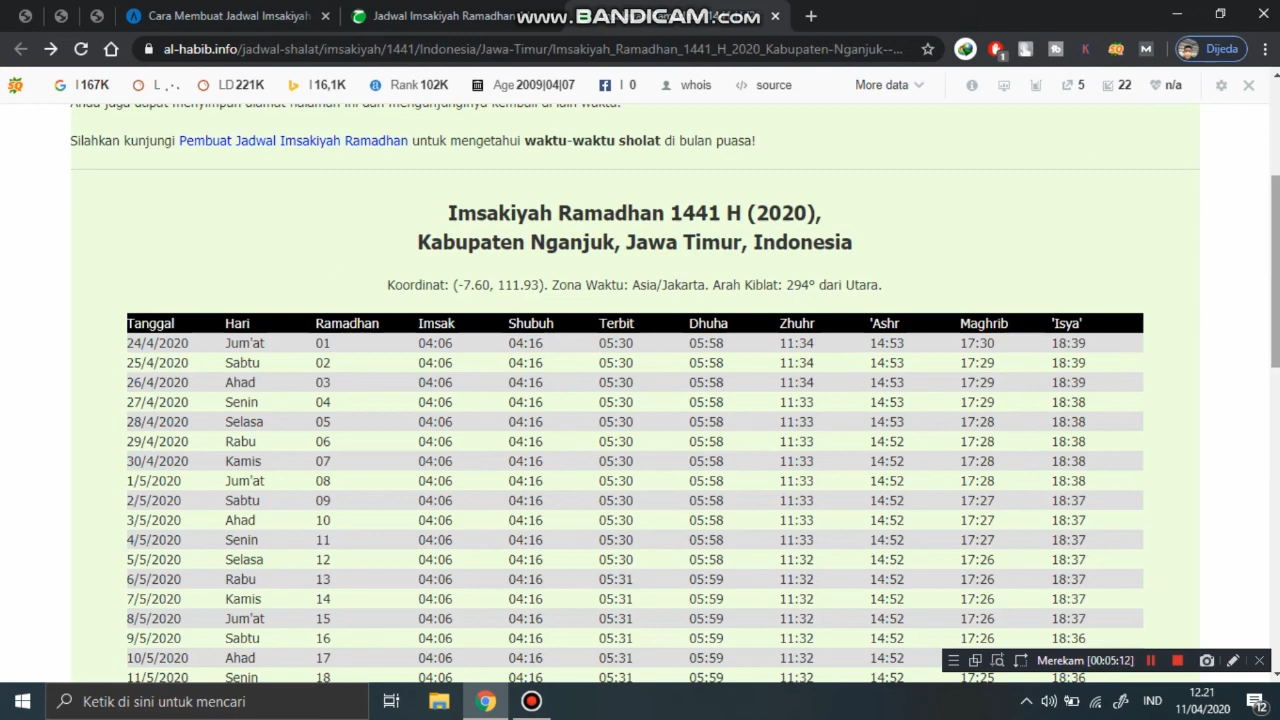 Cara Membuat Jadwal Imsakiyah
Jadwal Imsakiyah Ramadhan
www.BANDICAM.com
al-habib.info/jadwal-shalat/imsakiyah/1441/Indonesia/Jawa-Timur/Imsakiyah_Ramadhan_1441_H_2020_Kabupaten-Nganjuk--...
Dijeda
I 167K
L
LD 221K
I 16,1K
Rank 102K
Age 2009|04|07
I 0
whois
source
More data
5
22
n/a
Anda juga dapat menyimpan alamat halaman ini dan mengunjunginya kembali di lain waktu.
Silahkan kunjungi Pembuat Jadwal Imsakiyah Ramadhan untuk mengetahui waktu-waktu sholat di bulan puasa!
Imsakiyah Ramadhan 1441 H (2020),
Kabupaten Nganjuk, Jawa Timur, Indonesia
Koordinat: (-7.60, 111.93). Zona Waktu: Asia/Jakarta. Arah Kiblat: 294° dari Utara.
Tanggal Hari Ramadhan Imsak Shubuh Terbit Dhuha Zhuhr 'Ashr Maghrib 'Isya'
24/4/2020 Jum'at 01 04:06 04:16 05:30 05:58 11:34 14:53 17:30 18:39
25/4/2020 Sabtu 02 04:06 04:16 05:30 05:58 11:34 14:53 17:29 18:39
26/4/2020 Ahad 03 04:06 04:16 05:30 05:58 11:34 14:53 17:29 18:39
27/4/2020 Senin 04 04:06 04:16 05:30 05:58 11:33 14:53 17:29 18:38
28/4/2020 Selasa 05 04:06 04:16 05:30 05:58 11:33 14:53 17:28 18:38
29/4/2020 Rabu 06 04:06 04:16 05:30 05:58 11:33 14:52 17:28 18:38
30/4/2020 Kamis 07 04:06 04:16 05:30 05:58 11:33 14:52 17:28 18:38
1/5/2020 Jum'at 08 04:06 04:16 05:30 05:58 11:33 14:52 17:28 18:38
2/5/2020 Sabtu 09 04:06 04:16 05:30 05:58 11:33 14:52 17:27 18:37
3/5/2020 Ahad 10 04:06 04:16 05:30 05:58 11:33 14:52 17:27 18:37
4/5/2020 Senin 11 04:06 04:16 05:30 05:58 11:33 14:52 17:27 18:37
5/5/2020 Selasa 12 04:06 04:16 05:30 05:58 11:32 14:52 17:26 18:37
6/5/2020 Rabu 13 04:06 04:16 05:31 05:59 11:32 14:52 17:26 18:37
7/5/2020 Kamis 14 04:06 04:16 05:31 05:59 11:32 14:52 17:26 18:37
8/5/2020 Jum'at 15 04:06 04:16 05:31 05:59 11:32 14:52 17:26 18:37
9/5/2020 Sabtu 16 04:06 04:16 05:31 05:59 11:32 14:52 17:26 18:36
10/5/2020 Ahad 17 04:06 04:16 05:31 05:59 11:32 14:52
11/5/2020 Senin 18 04:06 04:16 05:31 05:59 11:32 14:52 17:25 18:36
Merekam [00:05:12]
Ketik di sini untuk mencari
IND
12.21
11/04/2020
12